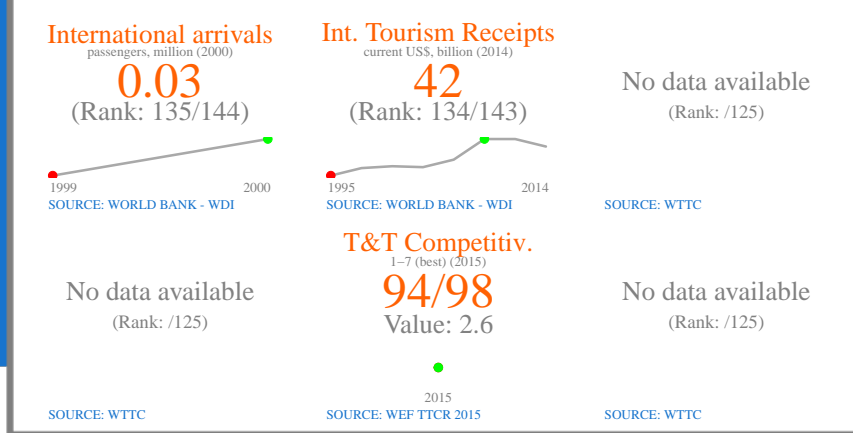 International arrivals
passengers, million (2000)
0.03
(Rank: 135/144)
1999 2000
SOURCE: WORLD BANK - WDI
Int. Tourism Receipts
current US$, billion (2014)
42
(Rank: 134/143)
1995 2014
SOURCE: WORLD BANK - WDI
No data available
(Rank: /125)
SOURCE: WTTC
No data available
(Rank: /125)
SOURCE: WTTC
T&T Competitiv.
1–7 (best) (2015)
94/98
Value: 2.6
2015
SOURCE: WEF TTCR 2015
No data available
(Rank: /125)
SOURCE: WTTC